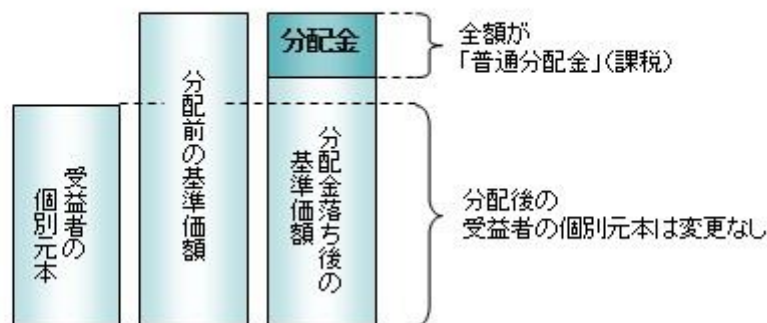 受益者の
個別元本
分配前の基準価額
分配金
分配金落ち後の
基準価額
全額が
「普通分配金」(課税)
分配後の
受益者の個別元本は変更なし